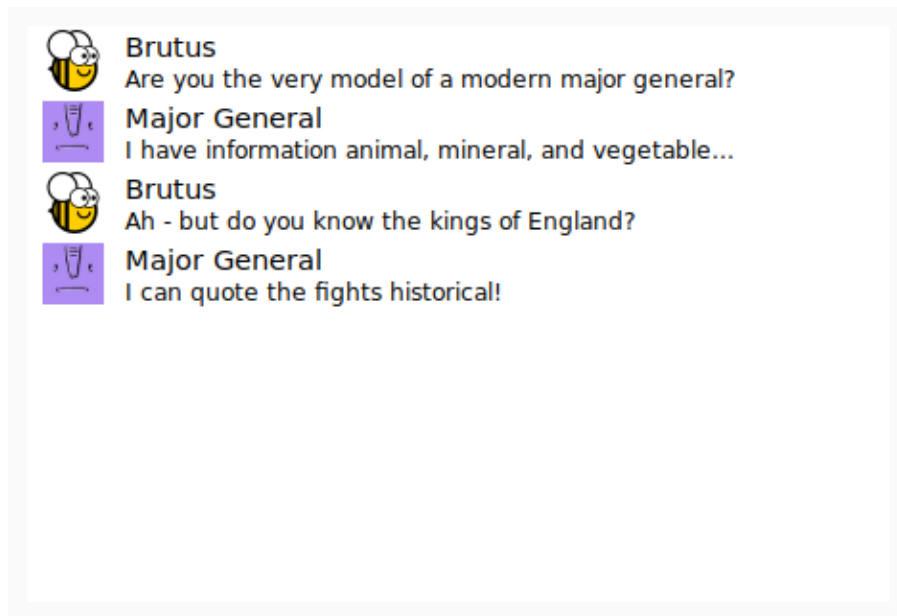 Brutus
Are you the very model of a modern major general?
Major General
I have information animal, mineral, and vegetable...
Brutus
Ah - but do you know the kings of England?
Major General
I can quote the fights historical!